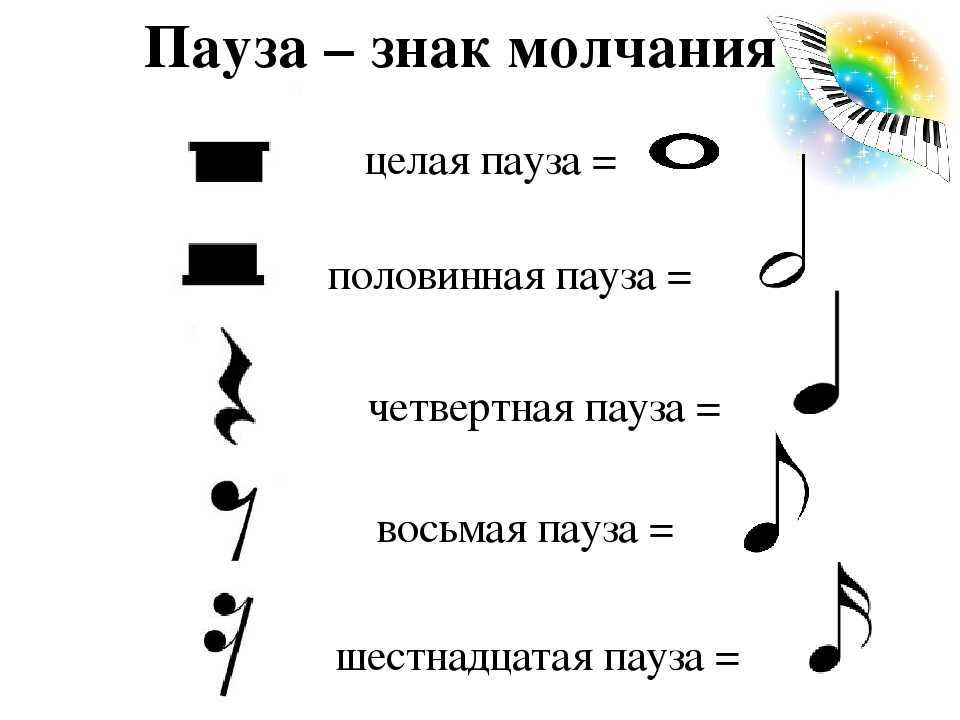 Пауза – знак молчания
целая пауза =
половинная пауза =
четвертная пауза =
восьмая пауза =
шестнадцатая пауза =